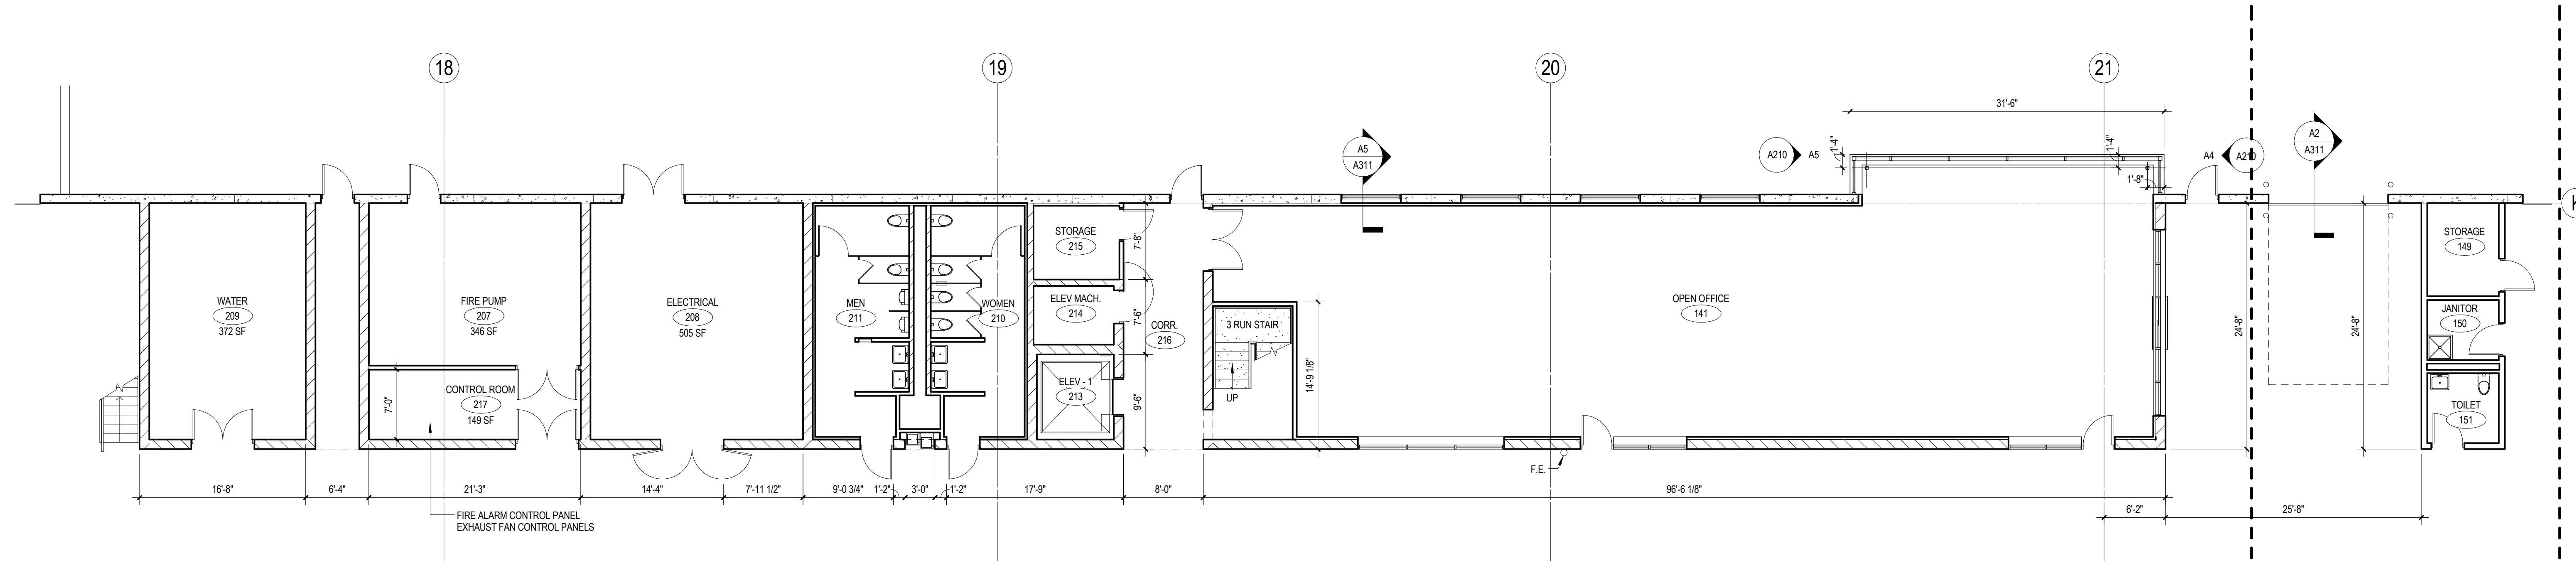 18
19
20
21
31'-6"
A5
A311
A210
A5
1'-4"
1'-4"
1'-8"
A4
A210
A2
A311
K
WATER
209
372 SF
FIRE PUMP
207
346 SF
CONTROL ROOM
217
149 SF
7'-0"
ELECTRICAL
208
505 SF
MEN
211
WOMEN
210
STORAGE
215
7'-8"
ELEV MACH.
214
7'-6"
ELEV - 1
213
9'-6"
CORR.
216
3 RUN STAIR
UP
14'-9 1/8"
OPEN OFFICE
141
24'-8"
24'-8"
STORAGE
149
JANITOR
150
TOILET
151
F.E.
16'-8"
6'-4"
21'-3"
14'-4"
7'-11 1/2"
9'-0 3/4"
1'-2"
3'-0"
1'-2"
17'-9"
8'-0"
96'-6 1/8"
6'-2"
25'-8"
FIRE ALARM CONTROL PANEL
EXHAUST FAN CONTROL PANELS